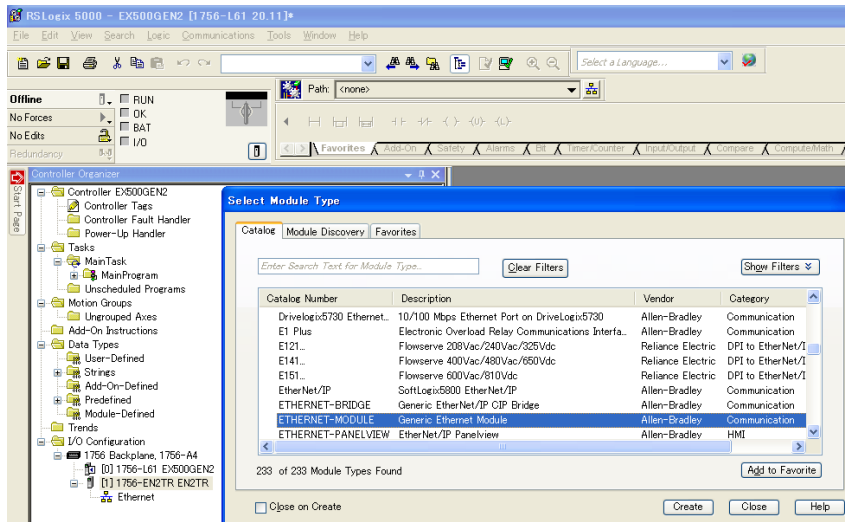 RSLogix 5000 - EX500GEN2 [1756-L61 20.11]*
File Edit View Search Logic Communications Tools Window Help
Select a Language...
Path: <none>
Offline RUN
No Forces OK
No Edits BAT
Redundancy I/O
Favorites Add-On Safety Alarms Bit Timer/Counter Input/Output Compare Compute/Math
Start Page
Controller Organizer
Controller EX500GEN2
Controller Tags
Controller Fault Handler
Power-Up Handler
Tasks
MainTask
MainProgram
Unscheduled Programs
Motion Groups
Ungrouped Axes
Add-On Instructions
Data Types
User-Defined
Strings
Add-On-Defined
Predefined
Module-Defined
Trends
I/O Configuration
1756 Backplane, 1756-A4
[0] 1756-L61 EX500GEN2
[1] 1756-EN2TR EN2TR
Ethernet
Select Module Type
Catalog Module Discovery Favorites
Enter Search Text for Module Type... Clear Filters Show Filters
Catalog Number Description Vendor Category
Drivelogix5730 Ethernet... 10/100 Mbps Ethernet Port on DriveLogix5730 Allen-Bradley Communication
E1 Plus Electronic Overload Relay Communications Interfa... Allen-Bradley Communication
E121... Flowserve 208Vac/240Vac/325Vdc Reliance Electric DPI to EtherNet/I
E141... Flowserve 400Vac/480Vac/650Vdc Reliance Electric DPI to EtherNet/I
E151... Flowserve 600Vac/810Vdc Reliance Electric DPI to EtherNet/I
EtherNet/IP SoftLogix5800 EtherNet/IP Allen-Bradley Communication
ETHERNET-BRIDGE Generic EtherNet/IP CIP Bridge Allen-Bradley Communication
ETHERNET-MODULE Generic Ethernet Module Allen-Bradley Communication
ETHERNET-PANELVIEW EtherNet/IP Panelview Allen-Bradley HMI
233 of 233 Module Types Found Add to Favorite
Close on Create Create Close Help